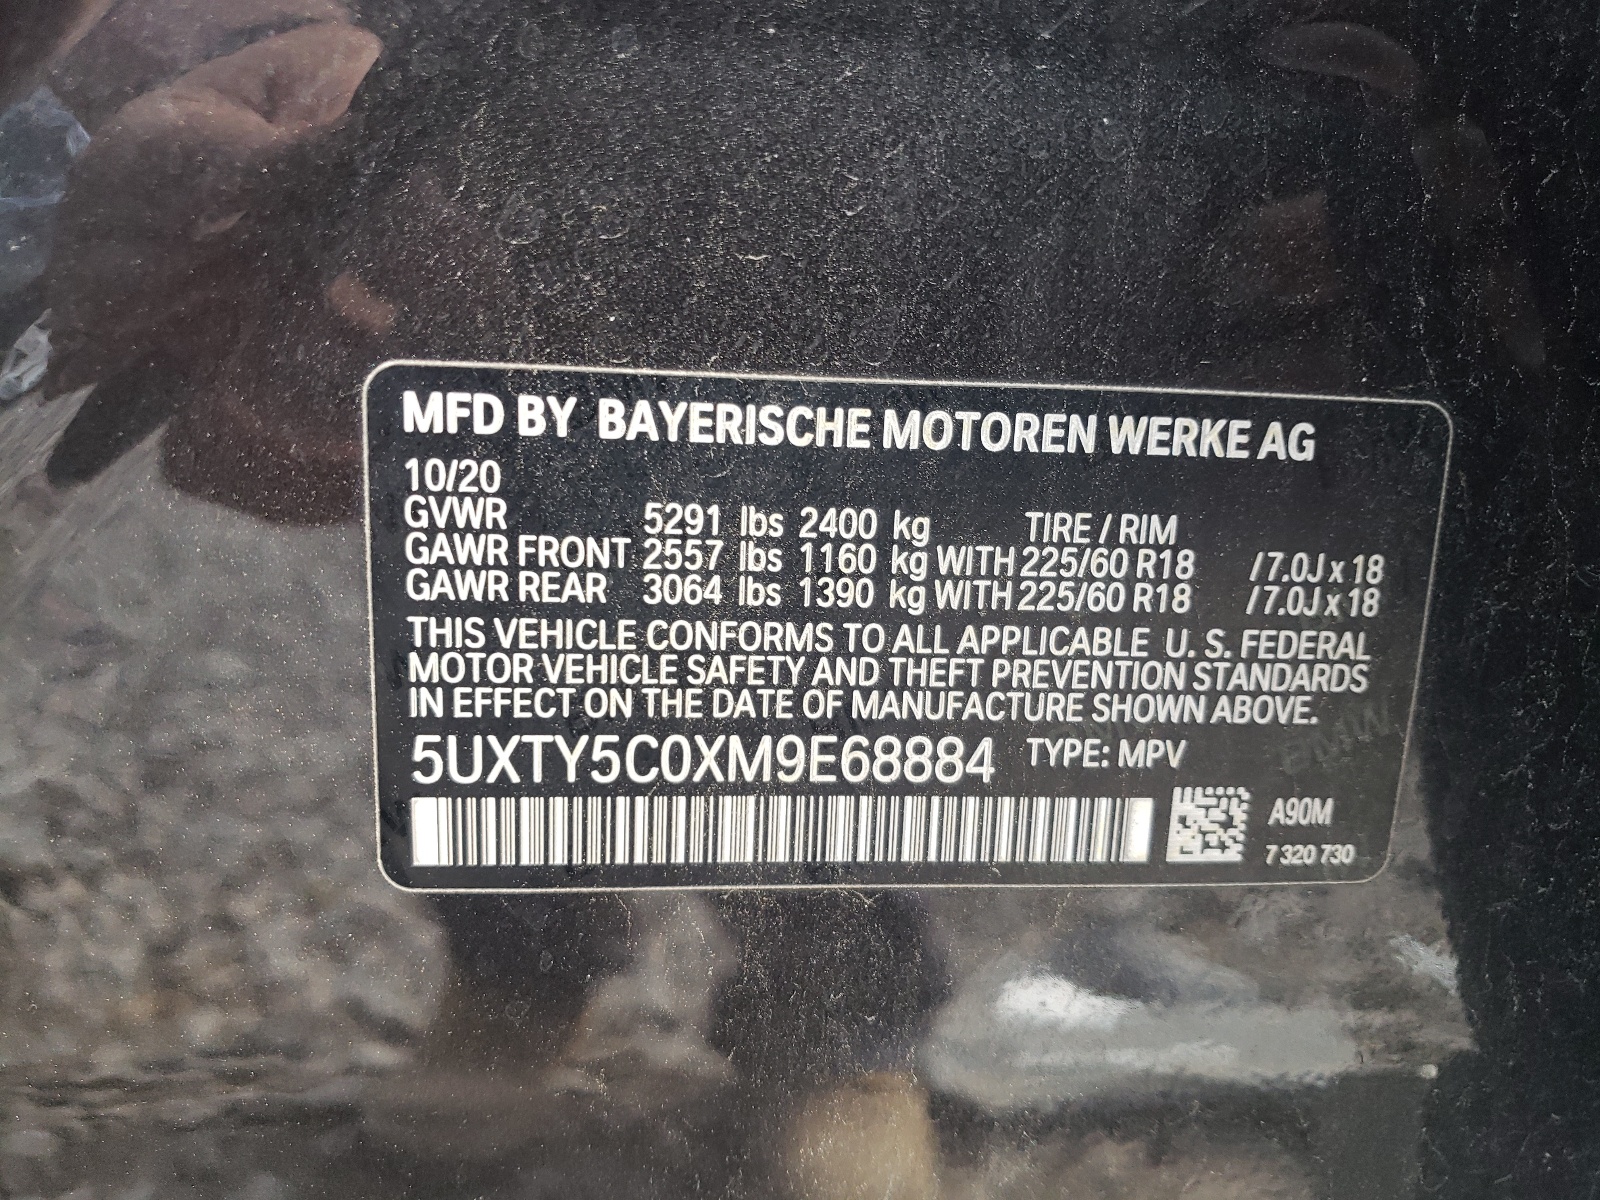 MFD BY BAYERISCHE MOTOREN WERKE AG
10/20
GVWR 5291 lbs 2400 kg TIRE / RIM
GAWR FRONT 2557 lbs 1160 kg WITH 225/60 R18 / 7.0J x 18
GAWR REAR 3064 lbs 1390 kg WITH 225/60 R18 / 7.0J x 18
THIS VEHICLE CONFORMS TO ALL APPLICABLE U. S. FEDERAL
MOTOR VEHICLE SAFETY AND THEFT PREVENTION STANDARDS
IN EFFECT ON THE DATE OF MANUFACTURE SHOWN ABOVE.
5UXTY5C0XM9E68884 TYPE: MPV
BMW
A90M
7 320 730